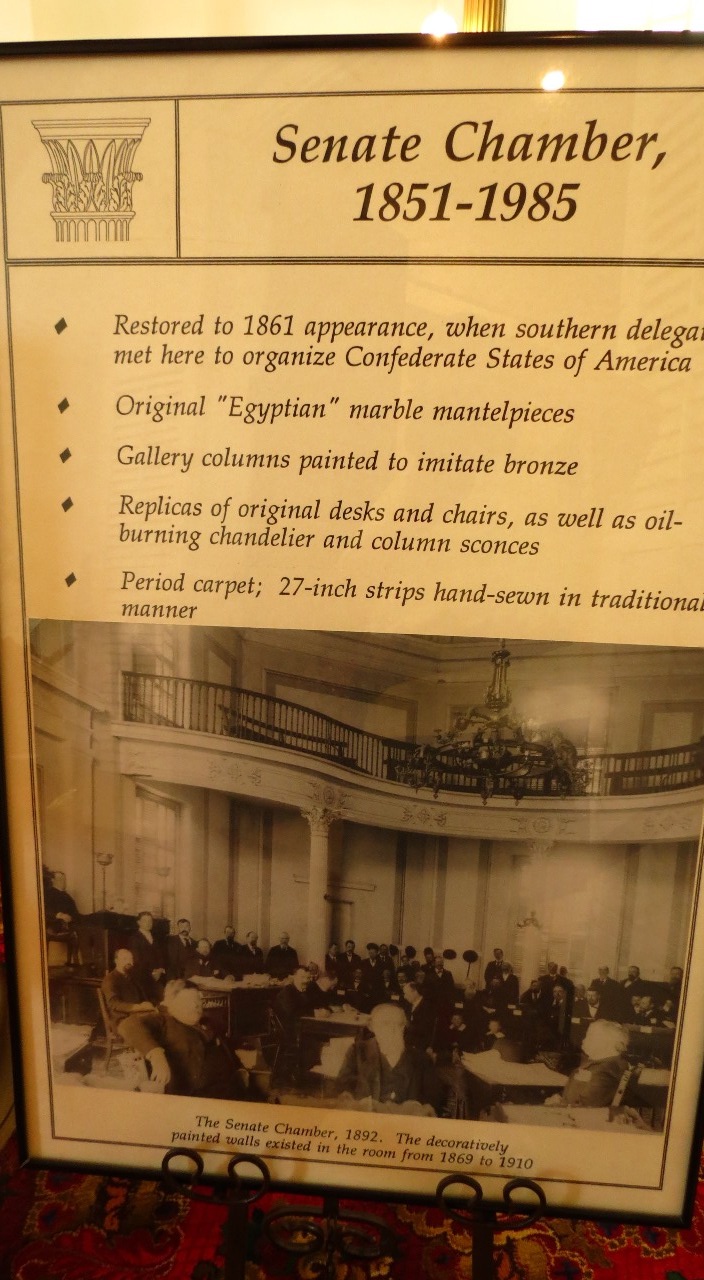 Senate Chamber,
1851-1985
Restored to 1861 appearance, when southern
met here to organize Confederate States of America
Original "Egyptian" marble mantelpieces
Gallery columns painted to imitate bronze
Replicas of original desks and chairs, as well as oil-
burning chandelier and column sconces
Period carpet; 27-inch strips hand-sewn in traditional
manner
The Senate Chamber, 1892. The decoratively
painted walls existed in the room from 1869 to 1910